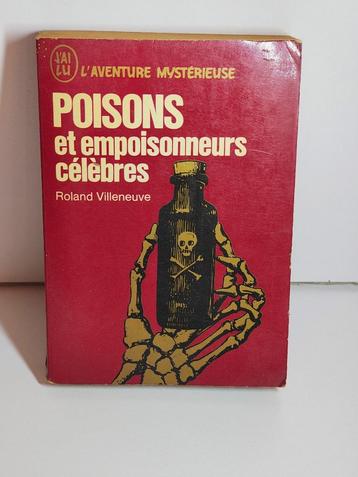 J'AI
LU
L'AVENTURE MYSTÉRIEUSE
POISONS
et empoisonneurs
célèbres
Roland Villeneuve